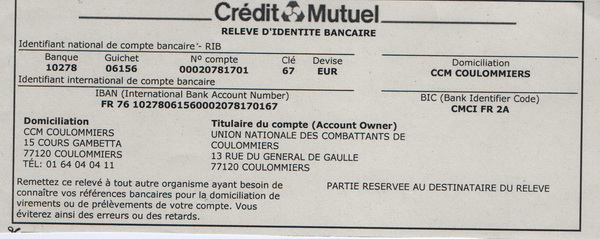 Crédit Mutuel
RELEVE D'IDENTITE BANCAIRE
Identifiant national de compte bancaire - RIB
Banque Guichet N° compte Clé Devise Domiciliation
10278 06156 00020781701 67 EUR CCM COULOMMIERS
Identifiant international de compte bancaire
IBAN (International Bank Account Number) BIC (Bank Identifier Code)
FR 76 10278061560002078170167 CMCI FR 2A
Domiciliation Titulaire du compte (Account Owner)
CCM COULOMMIERS UNION NATIONALE DES COMBATTANTS DE
15 COURS GAMBETTA COULOMMIERS
77120 COULOMMIERS 13 RUE DU GENERAL DE GAULLE
TÉL: 01 64 04 04 11 77120 COULOMMIERS
Remettez ce relevé à tout autre organisme ayant besoin de PARTIE RESERVEE AU DESTINATAIRE DU RELEVE
connaître vos références bancaires pour la domiciliation de
virements ou de prélèvements de votre compte. Vous
éviterez ainsi des erreurs ou des retards.